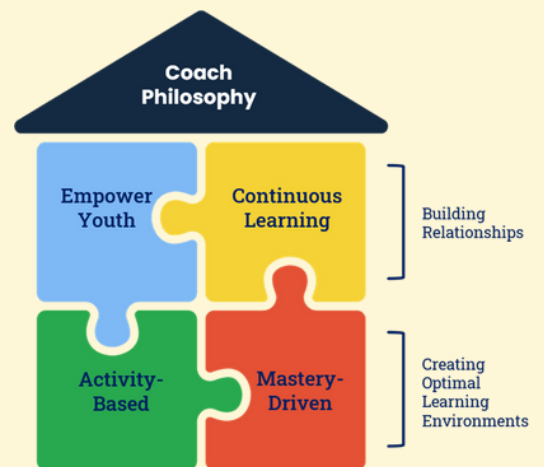 Coach
Philosophy
Empower
Youth
Continuous
Learning
Building
Relationships
Activity-
Based
Mastery-
Driven
Creating
Optimal
Learning
Environments